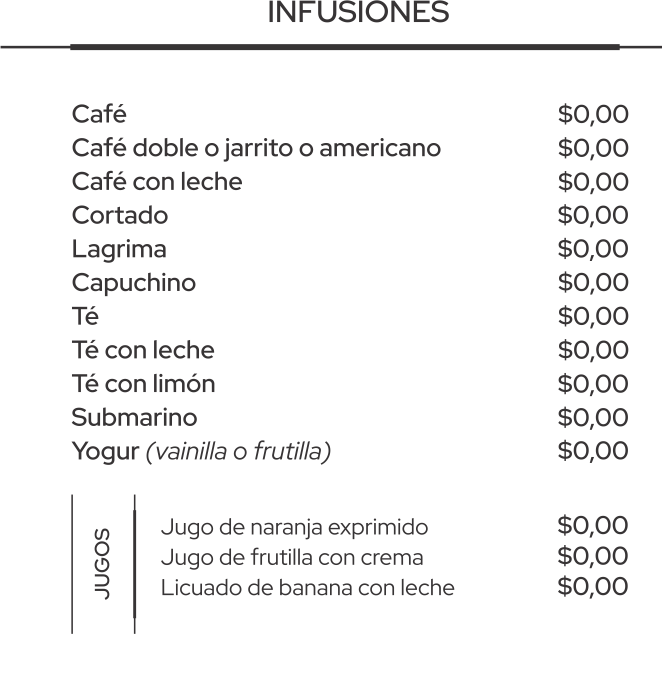 INFUSIONES
Café $0,00
Café doble o jarrito o americano $0,00
Café con leche $0,00
Cortado $0,00
Lagrima $0,00
Capuchino $0,00
Té $0,00
Té con leche $0,00
Té con limón $0,00
Submarino $0,00
Yogur (vainilla o frutilla) $0,00
JUGOS
Jugo de naranja exprimido $0,00
Jugo de frutilla con crema $0,00
Licuado de banana con leche $0,00